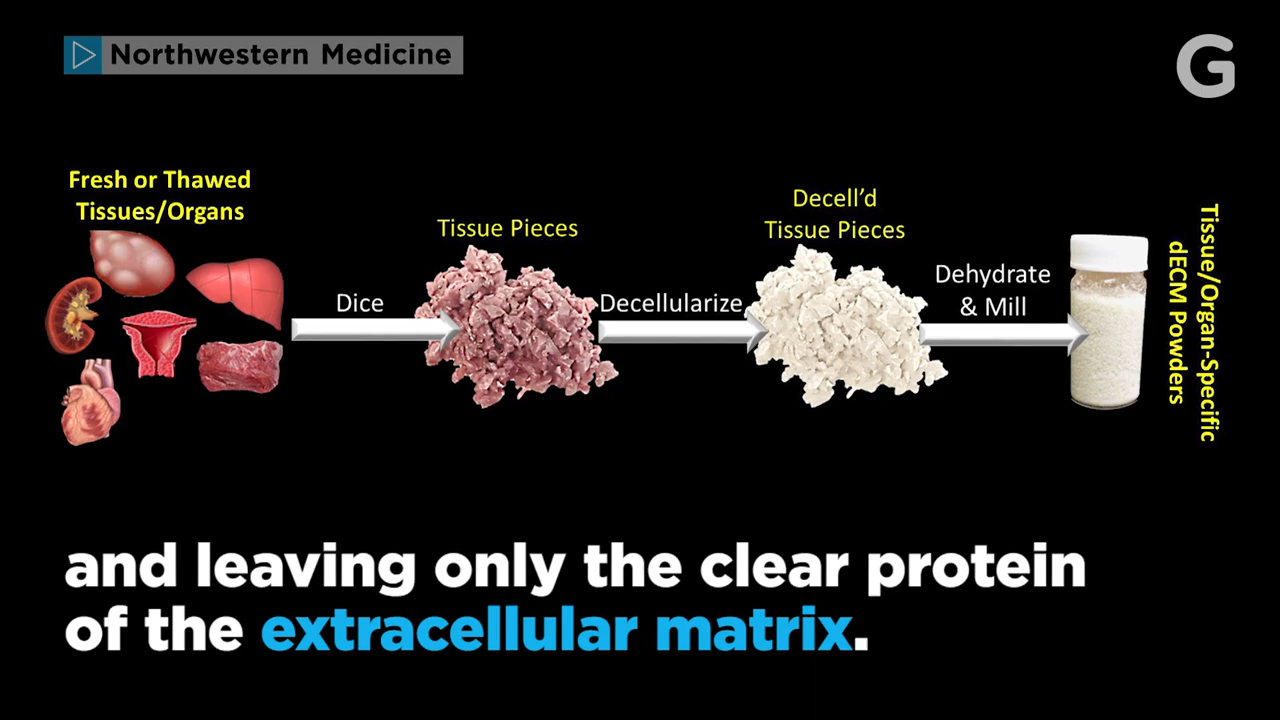 Northwestern Medicine
G
Fresh or Thawed
Tissues/Organs
Dice
Tissue Pieces
Decellularize
Decell’d
Tissue Pieces
Dehydrate
& Mill
Tissue/Organ-Specific
dECM Powders
and leaving only the clear protein
of the extracellular matrix.